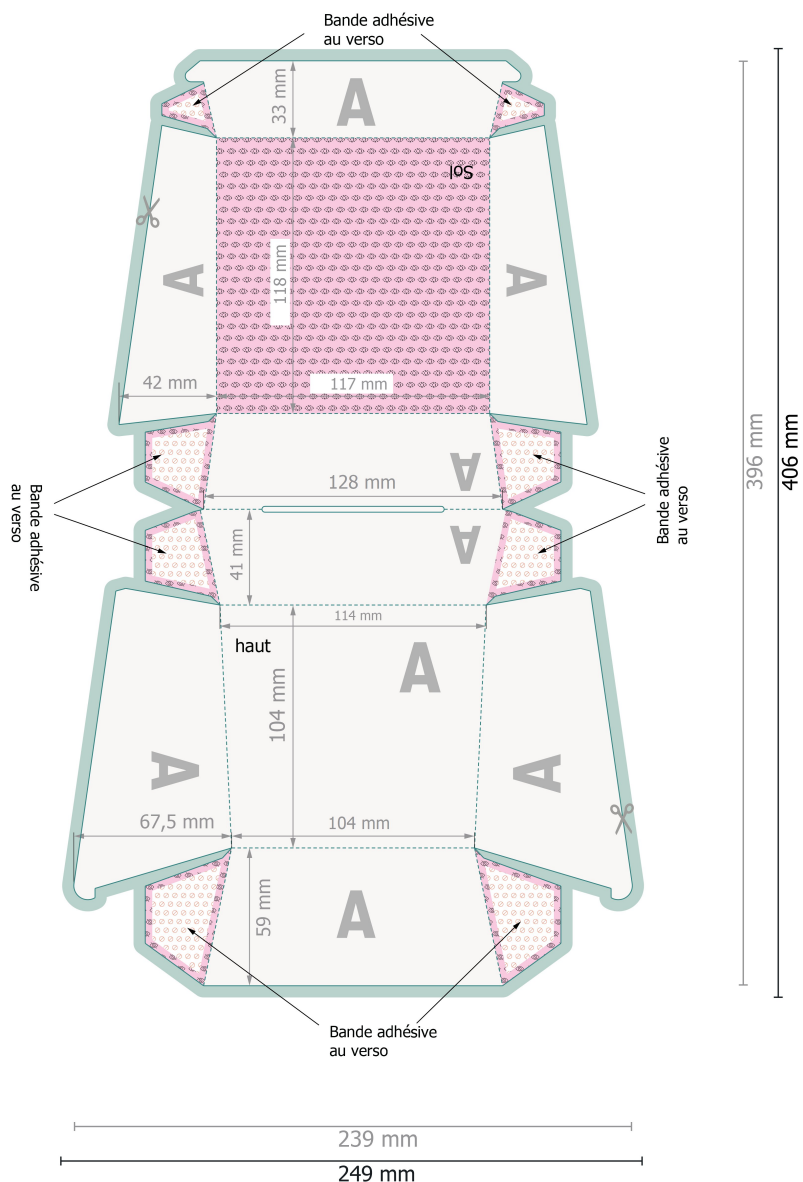 Bande adhésive
au verso
A
33 mm
Sol
A
118 mm
A
42 mm
117 mm
A
128 mm
Bande adhésive
au verso
Bande adhésive
au verso
396 mm
406 mm
A
41 mm
114 mm
haut
A
104 mm
A
A
67,5 mm
104 mm
A
59 mm
Bande adhésive
au verso
239 mm
249 mm